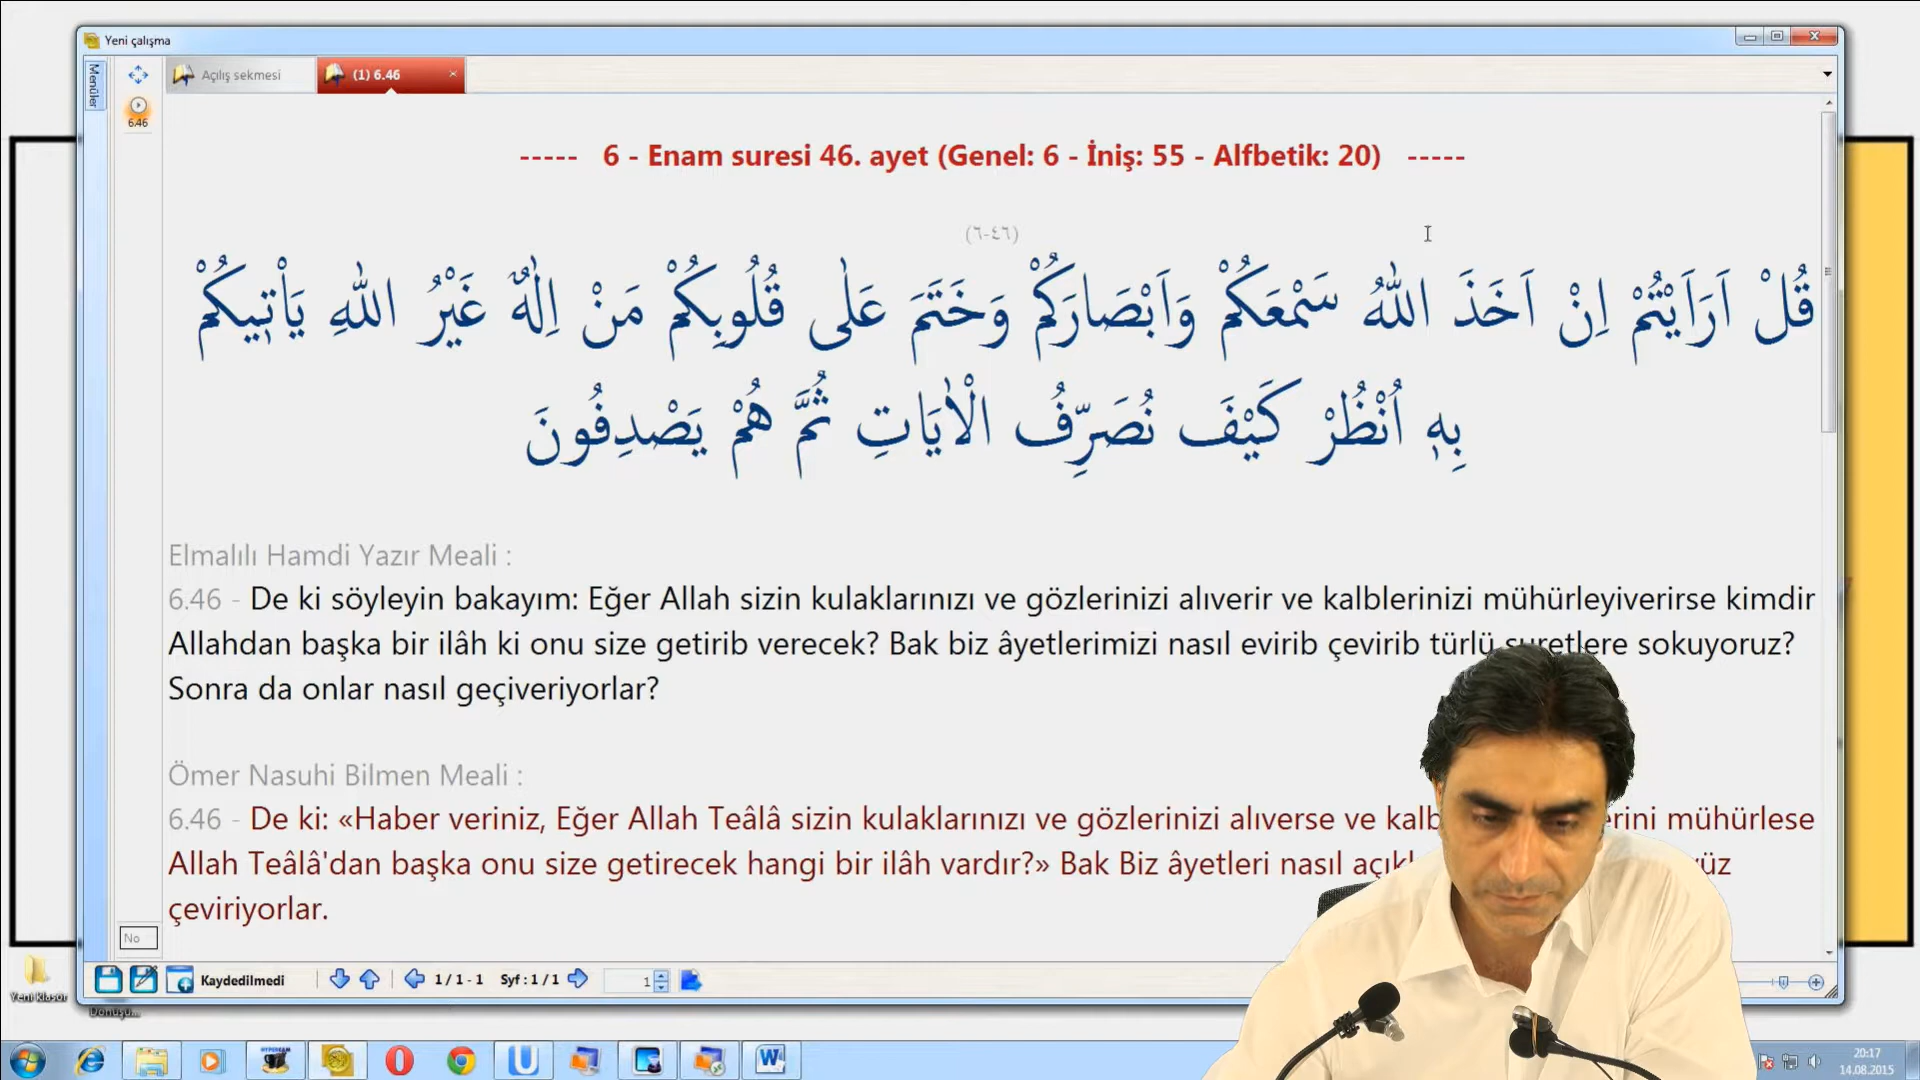 Yeni çalışma
Menüler
Açılış sekmesi
(1) 6.46
6.46
----- 6 - Enam suresi 46. ayet (Genel: 6 - İniş: 55 - Alfbetik: 20) -----
(٦-٤٦)
قُلْ اَرَاَيْتُمْ اِنْ اَخَذَ اللّٰهُ سَمْعَكُمْ وَاَبْصَارَكُمْ وَخَتَمَ عَلٰى قُلُوبِكُمْ مَنْ اِلٰهٌ غَيْرُ اللّٰهِ يَاْتٖيكُمْ
بِهٖ اُنْظُرْ كَيْفَ نُصَرِّفُ الْاٰيَاتِ ثُمَّ هُمْ يَصْدِفُونَ
Elmalılı Hamdi Yazır Meali :
6.46 - De ki söyleyin bakayım: Eğer Allah sizin kulaklarınızı ve gözlerinizi alıverir ve kalblerinizi mühürleyiverirse kimdir
Allahdan başka bir ilâh ki onu size getirib verecek? Bak biz âyetlerimizi nasıl evirib çevirib türlü suretlere sokuyoruz?
Sonra da onlar nasıl geçiveriyorlar?
Ömer Nasuhi Bilmen Meali :
6.46 - De ki: «Haber veriniz, Eğer Allah Teâlâ sizin kulaklarınızı ve gözlerinizi alıverse ve mühürlese
Allah Teâlâ'dan başka onu size getirecek hangi bir ilâh vardır?» Bak Biz âyetleri nasıl
çeviriyorlar.
No
Kaydedilmedi
1 / 1 - 1
Syf : 1 / 1
1
Yeni klasör
Dönüşü...
HYPERCAM
20:17
14.08.2015